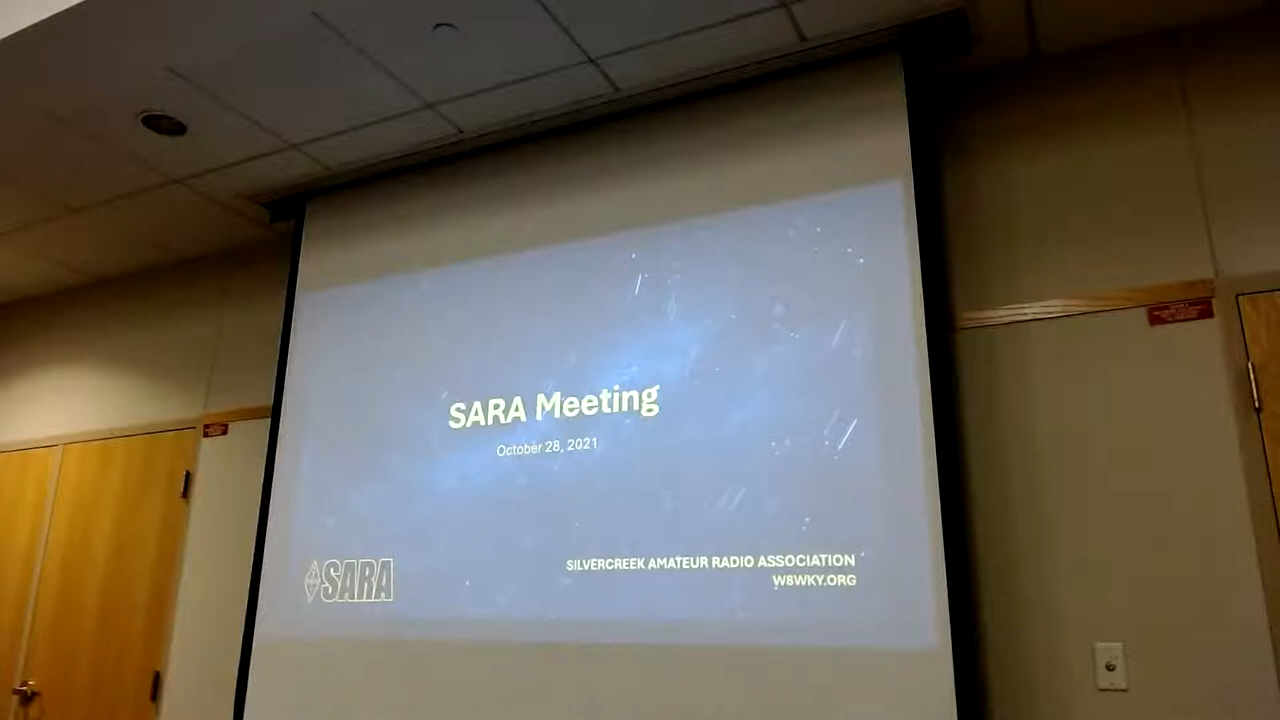 SARA Meeting
October 28, 2021
SARA
SILVERCREEK AMATEUR RADIO ASSOCIATION
W8WKY.ORG